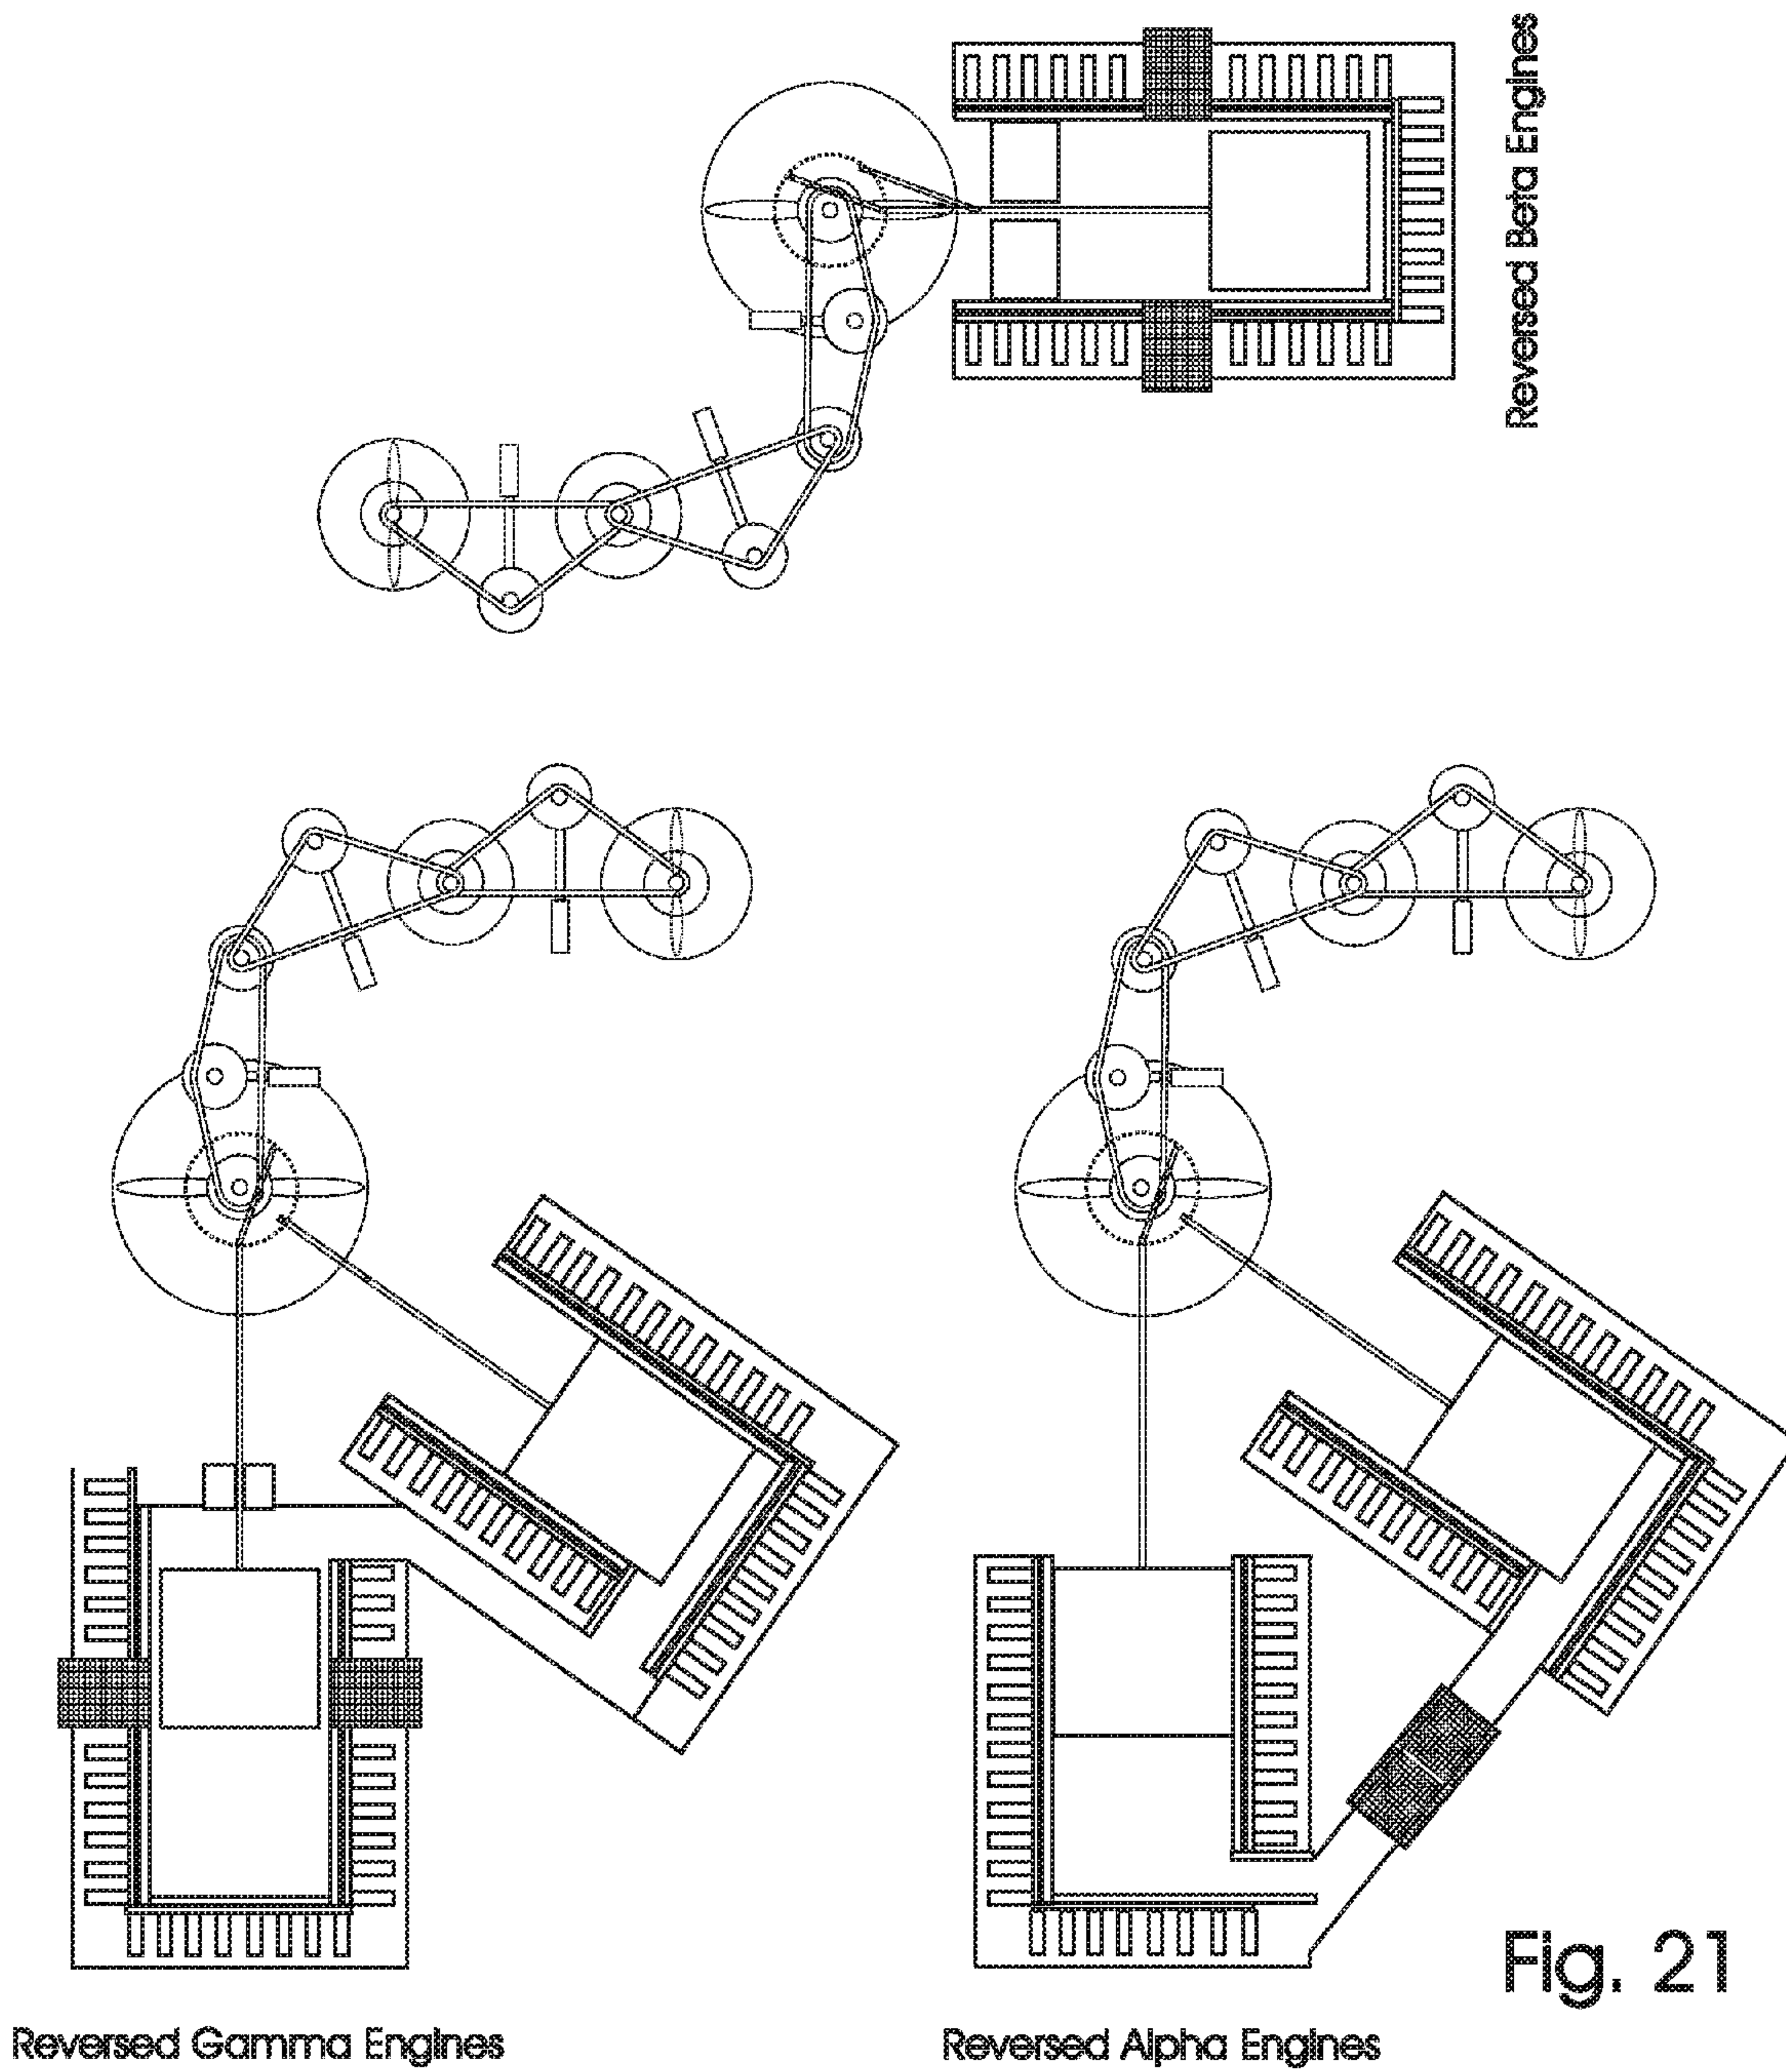 Reversed Beta Engines
Fig. 21
Reversed Gamma Engines
Reversed Alpha Engines